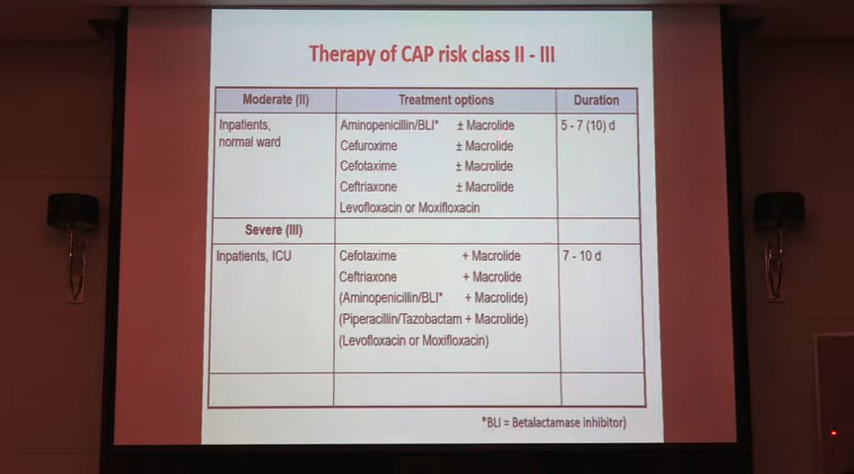 Therapy of CAP risk class II - III
Moderate (II) Treatment options Duration
Inpatients, Aminopenicillin/BLI* ± Macrolide 5 - 7 (10) d
normal ward Cefuroxime ± Macrolide
Cefotaxime ± Macrolide
Ceftriaxone ± Macrolide
Levofloxacin or Moxifloxacin
Severe (III)
Inpatients, ICU Cefotaxime + Macrolide 7 - 10 d
Ceftriaxone + Macrolide
(Aminopenicillin/BLI* + Macrolide)
(Piperacillin/Tazobactam + Macrolide)
(Levofloxacin or Moxifloxacin)
*BLI = Betalactamase inhibitor)